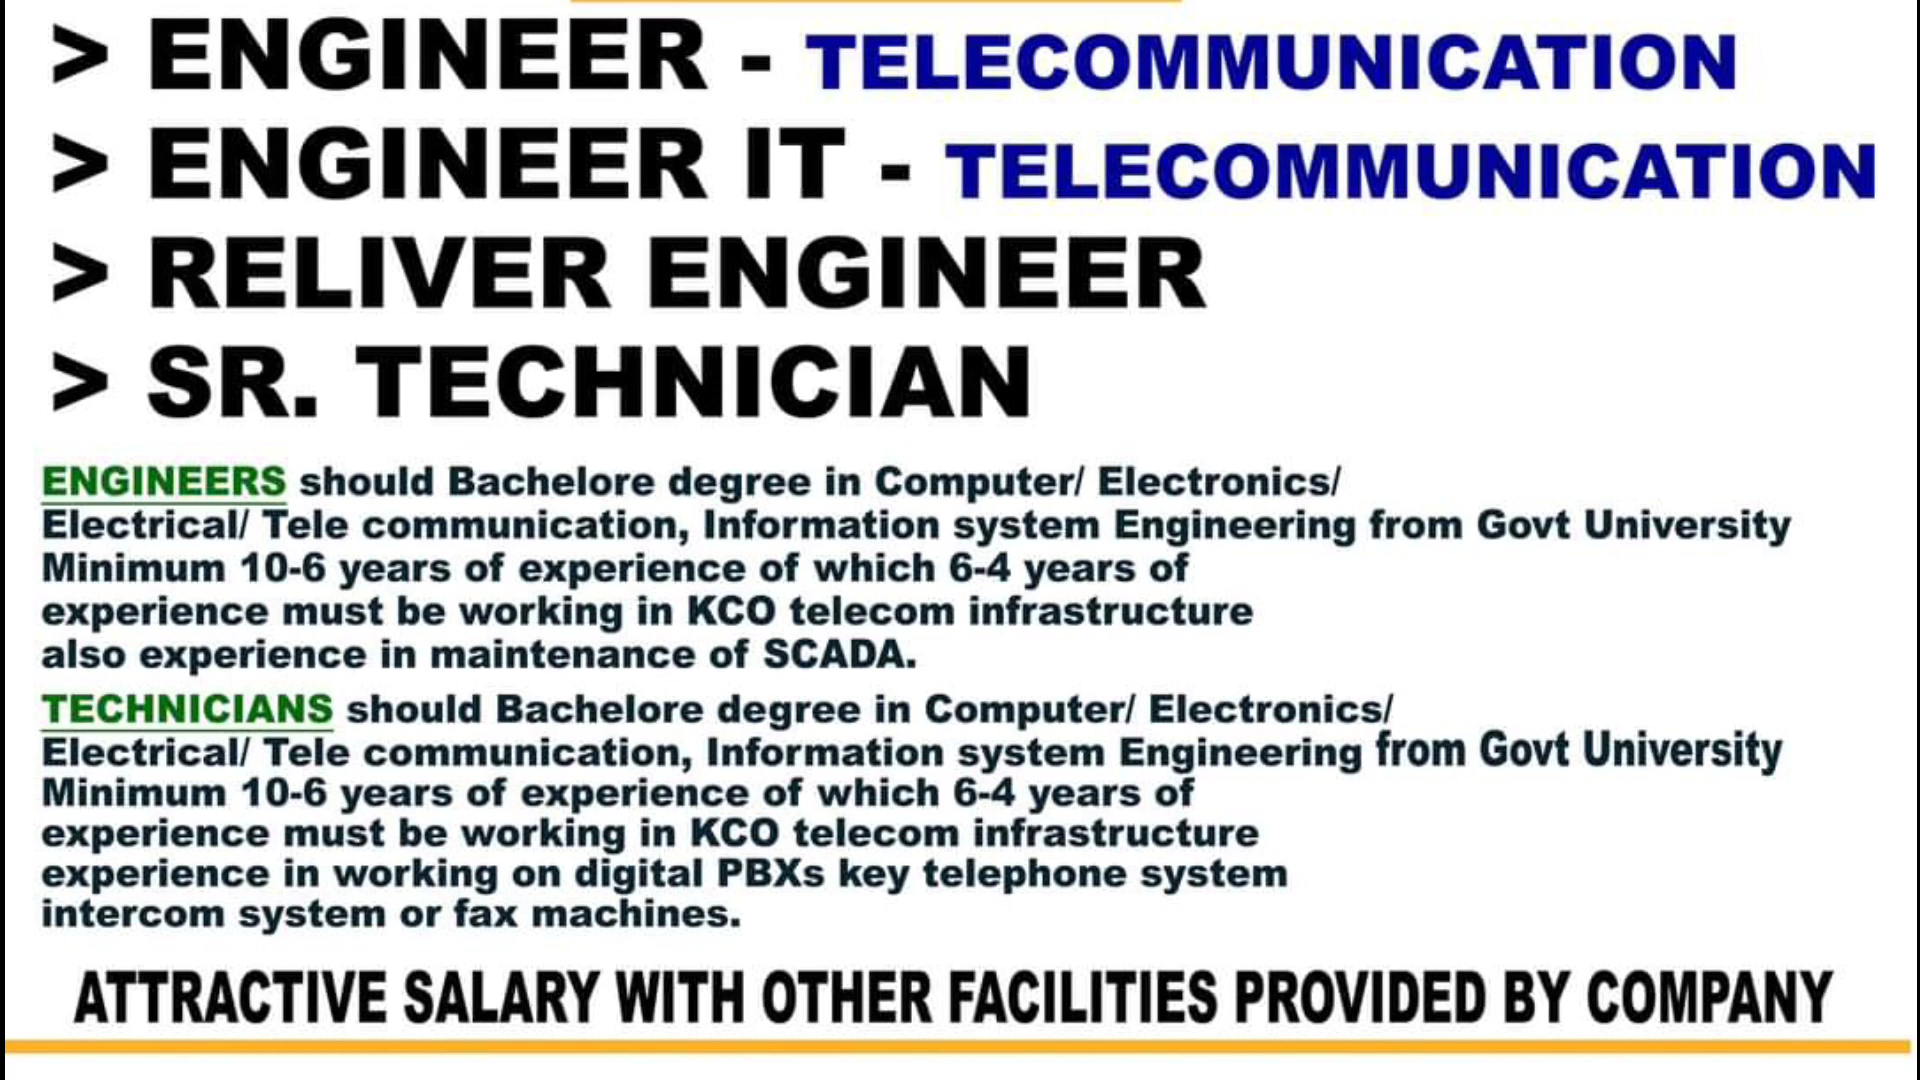 > ENGINEER - TELECOMMUNICATION
> ENGINEER IT - TELECOMMUNICATION
> RELIVER ENGINEER
> SR. TECHNICIAN
ENGINEERS should Bachelore degree in Computer/ Electronics/
Electrical/ Tele communication, Information system Engineering from Govt University
Minimum 10-6 years of experience of which 6-4 years of
experience must be working in KCO telecom infrastructure
also experience in maintenance of SCADA.
TECHNICIANS should Bachelore degree in Computer/ Electronics/
Electrical/ Tele communication, Information system Engineering from Govt University
Minimum 10-6 years of experience of which 6-4 years of
experience must be working in KCO telecom infrastructure
experience in working on digital PBXs key telephone system
intercom system or fax machines.
ATTRACTIVE SALARY WITH OTHER FACILITIES PROVIDED BY COMPANY